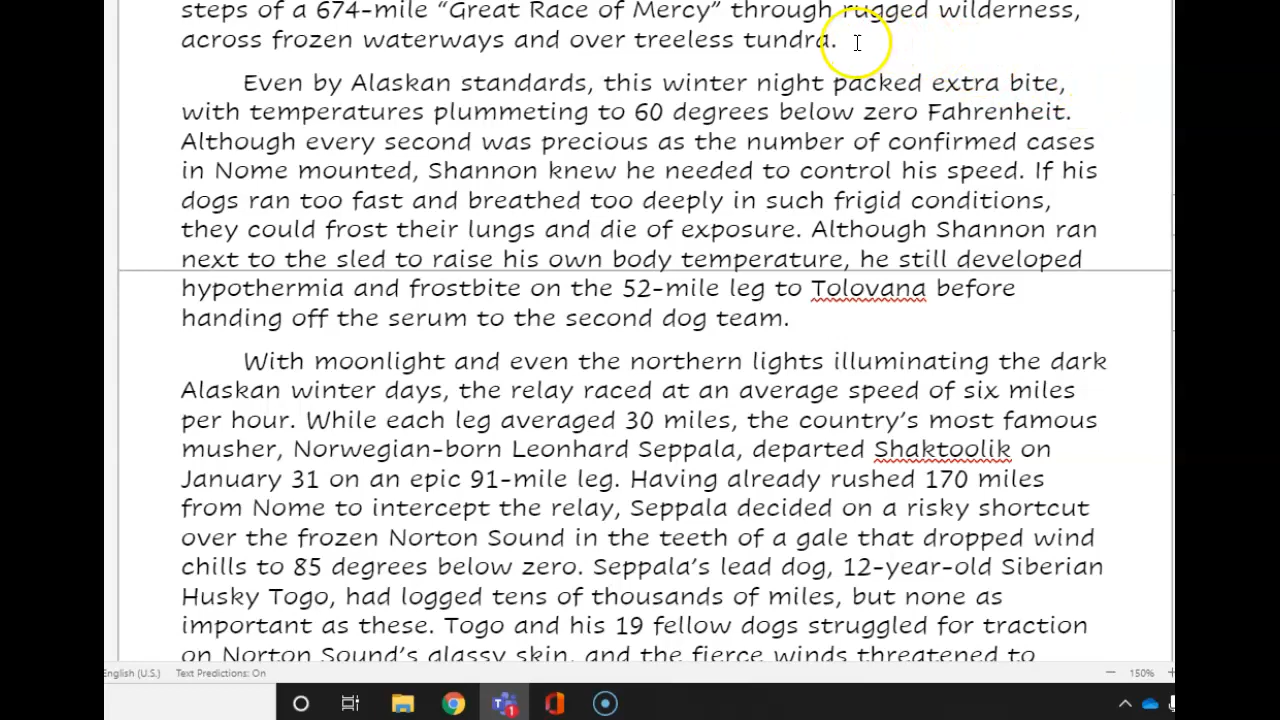 steps of a 674-mile “Great Race of Mercy” through rugged wilderness,
across frozen waterways and over treeless tundra.
Even by Alaskan standards, this winter night packed extra bite,
with temperatures plummeting to 60 degrees below zero Fahrenheit.
Although every second was precious as the number of confirmed cases
in Nome mounted, Shannon knew he needed to control his speed. If his
dogs ran too fast and breathed too deeply in such frigid conditions,
they could frost their lungs and die of exposure. Although Shannon ran
next to the sled to raise his own body temperature, he still developed
hypothermia and frostbite on the 52-mile leg to Tolovana before
handing off the serum to the second dog team.
With moonlight and even the northern lights illuminating the dark
Alaskan winter days, the relay raced at an average speed of six miles
per hour. While each leg averaged 30 miles, the country’s most famous
musher, Norwegian-born Leonhard Seppala, departed Shaktoolik on
January 31 on an epic 91-mile leg. Having already rushed 170 miles
from Nome to intercept the relay, Seppala decided on a risky shortcut
over the frozen Norton Sound in the teeth of a gale that dropped wind
chills to 85 degrees below zero. Seppala’s lead dog, 12-year-old Siberian
Husky Togo, had logged tens of thousands of miles, but none as
important as these. Togo and his 19 fellow dogs struggled for traction
on Norton Sound’s glassy skin, and the fierce winds threatened to
English (U.S.) Text Predictions: On 150%
1